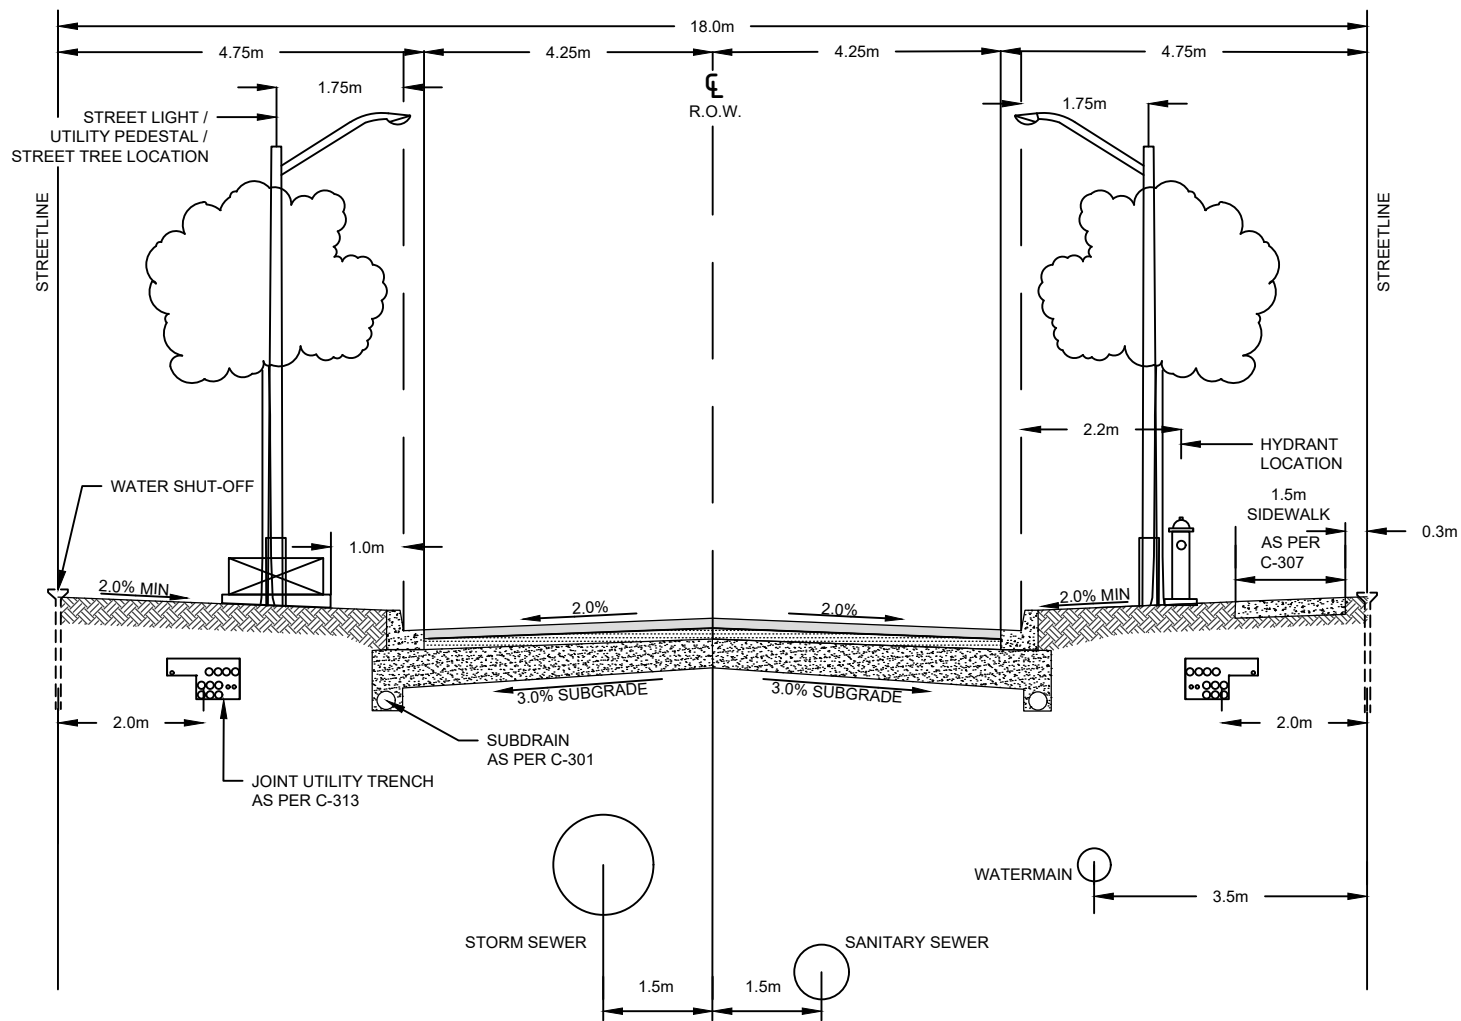 18.0m
4.75m
4.25m
4.25m
4.75m
1.75m
℄
R.O.W.
1.75m
STREET LIGHT /
UTILITY PEDESTAL /
STREET TREE LOCATION
STREETLINE
STREETLINE
2.2m
HYDRANT
LOCATION
WATER SHUT-OFF
1.5m
SIDEWALK
AS PER
C-307
0.3m
1.0m
2.0% MIN
2.0%
2.0%
2.0% MIN
3.0% SUBGRADE
3.0% SUBGRADE
2.0m
2.0m
SUBDRAIN
AS PER C-301
JOINT UTILITY TRENCH
AS PER C-313
WATERMAIN
3.5m
STORM SEWER
SANITARY SEWER
1.5m
1.5m